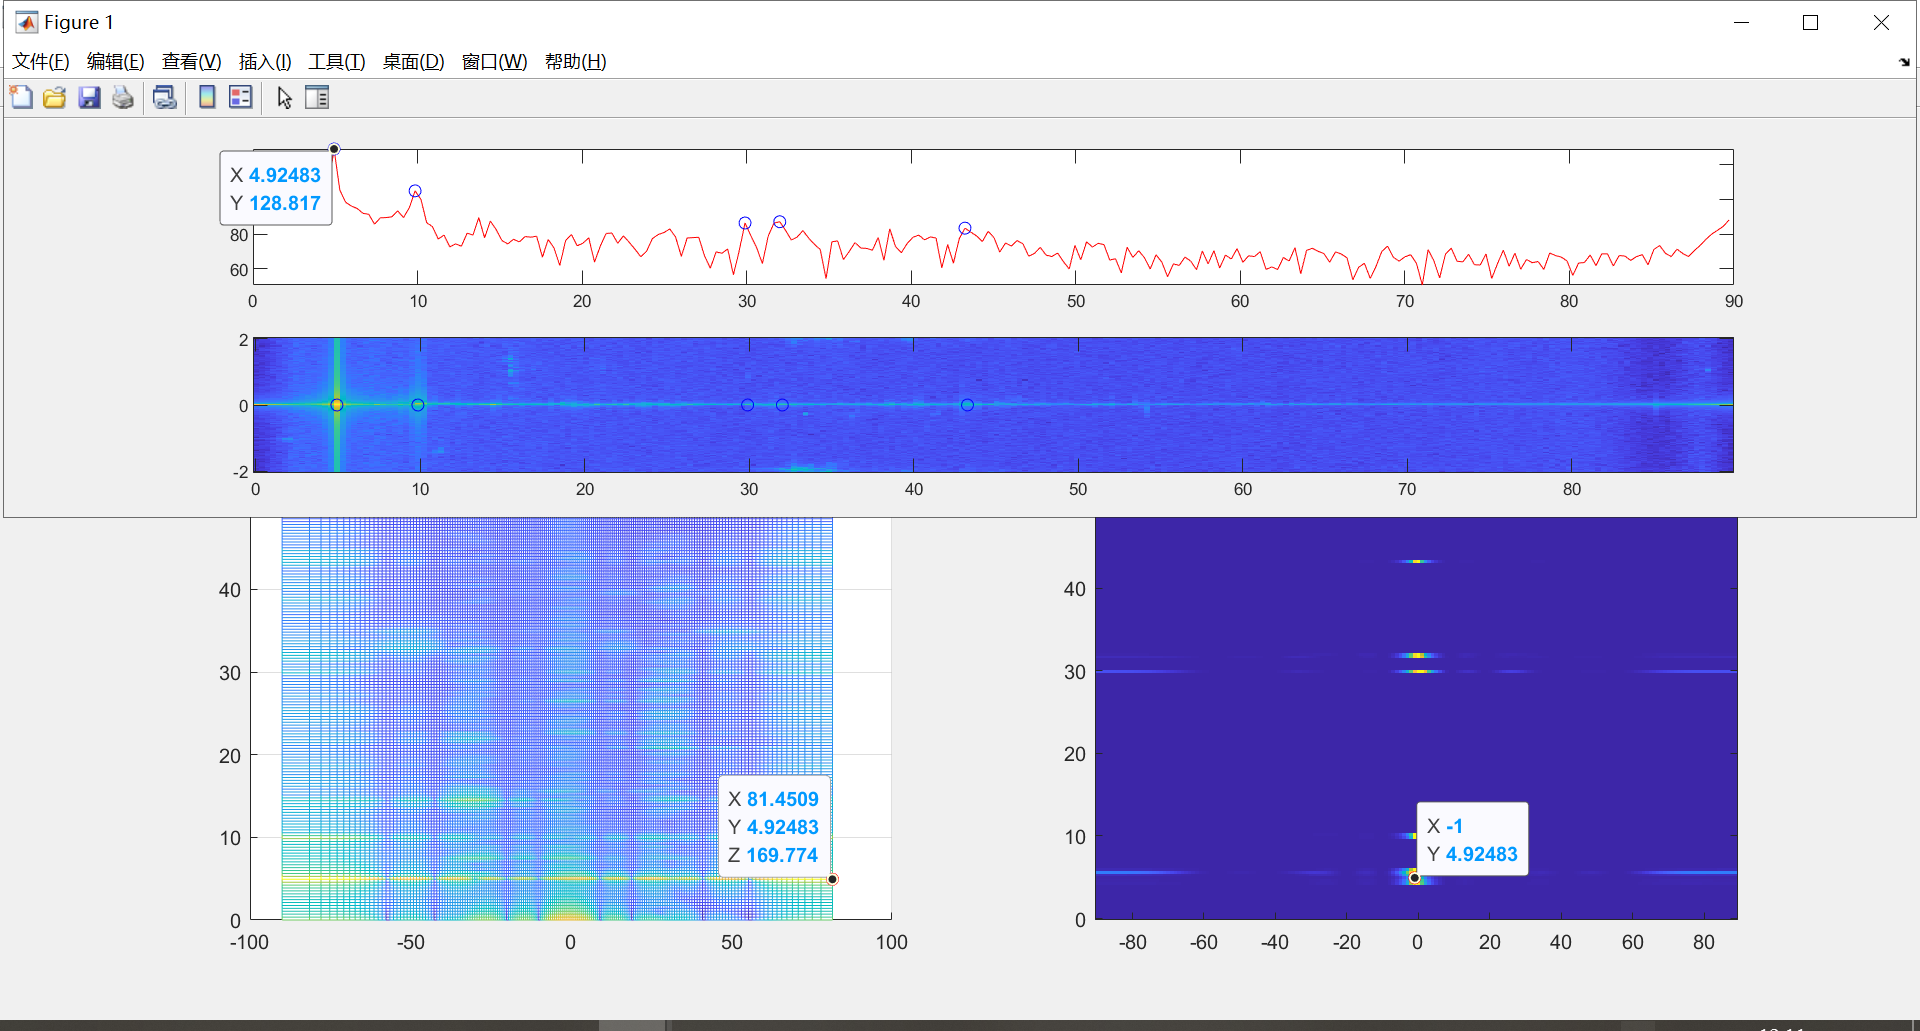 Figure 1
文件(F) 编辑(E) 查看(V) 插入(I) 工具(T) 桌面(D) 窗口(W) 帮助(H)
X 4.92483
Y 128.817
80
60
0 10 20 30 40 50 60 70 80 90
2
0
-2
0 10 20 30 40 50 60 70 80
40
30
20
10
0
-100 -50 0 50 100
X 81.4509
Y 4.92483
Z 169.774
40
30
20
10
0
-80 -60 -40 -20 0 20 40 60 80
X -1
Y 4.92483